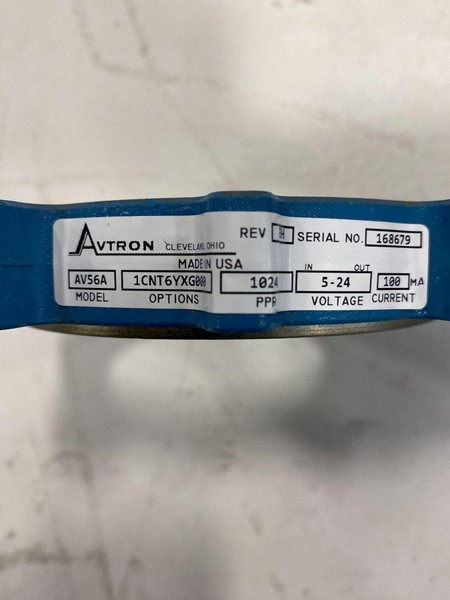 AVTRON CLEVELAND, OHIO REV H SERIAL NO. 168679
MADE IN USA IN OUT
AV56A 1CNT6YXG000 1024 5-24 100 MA
MODEL OPTIONS PPR VOLTAGE CURRENT